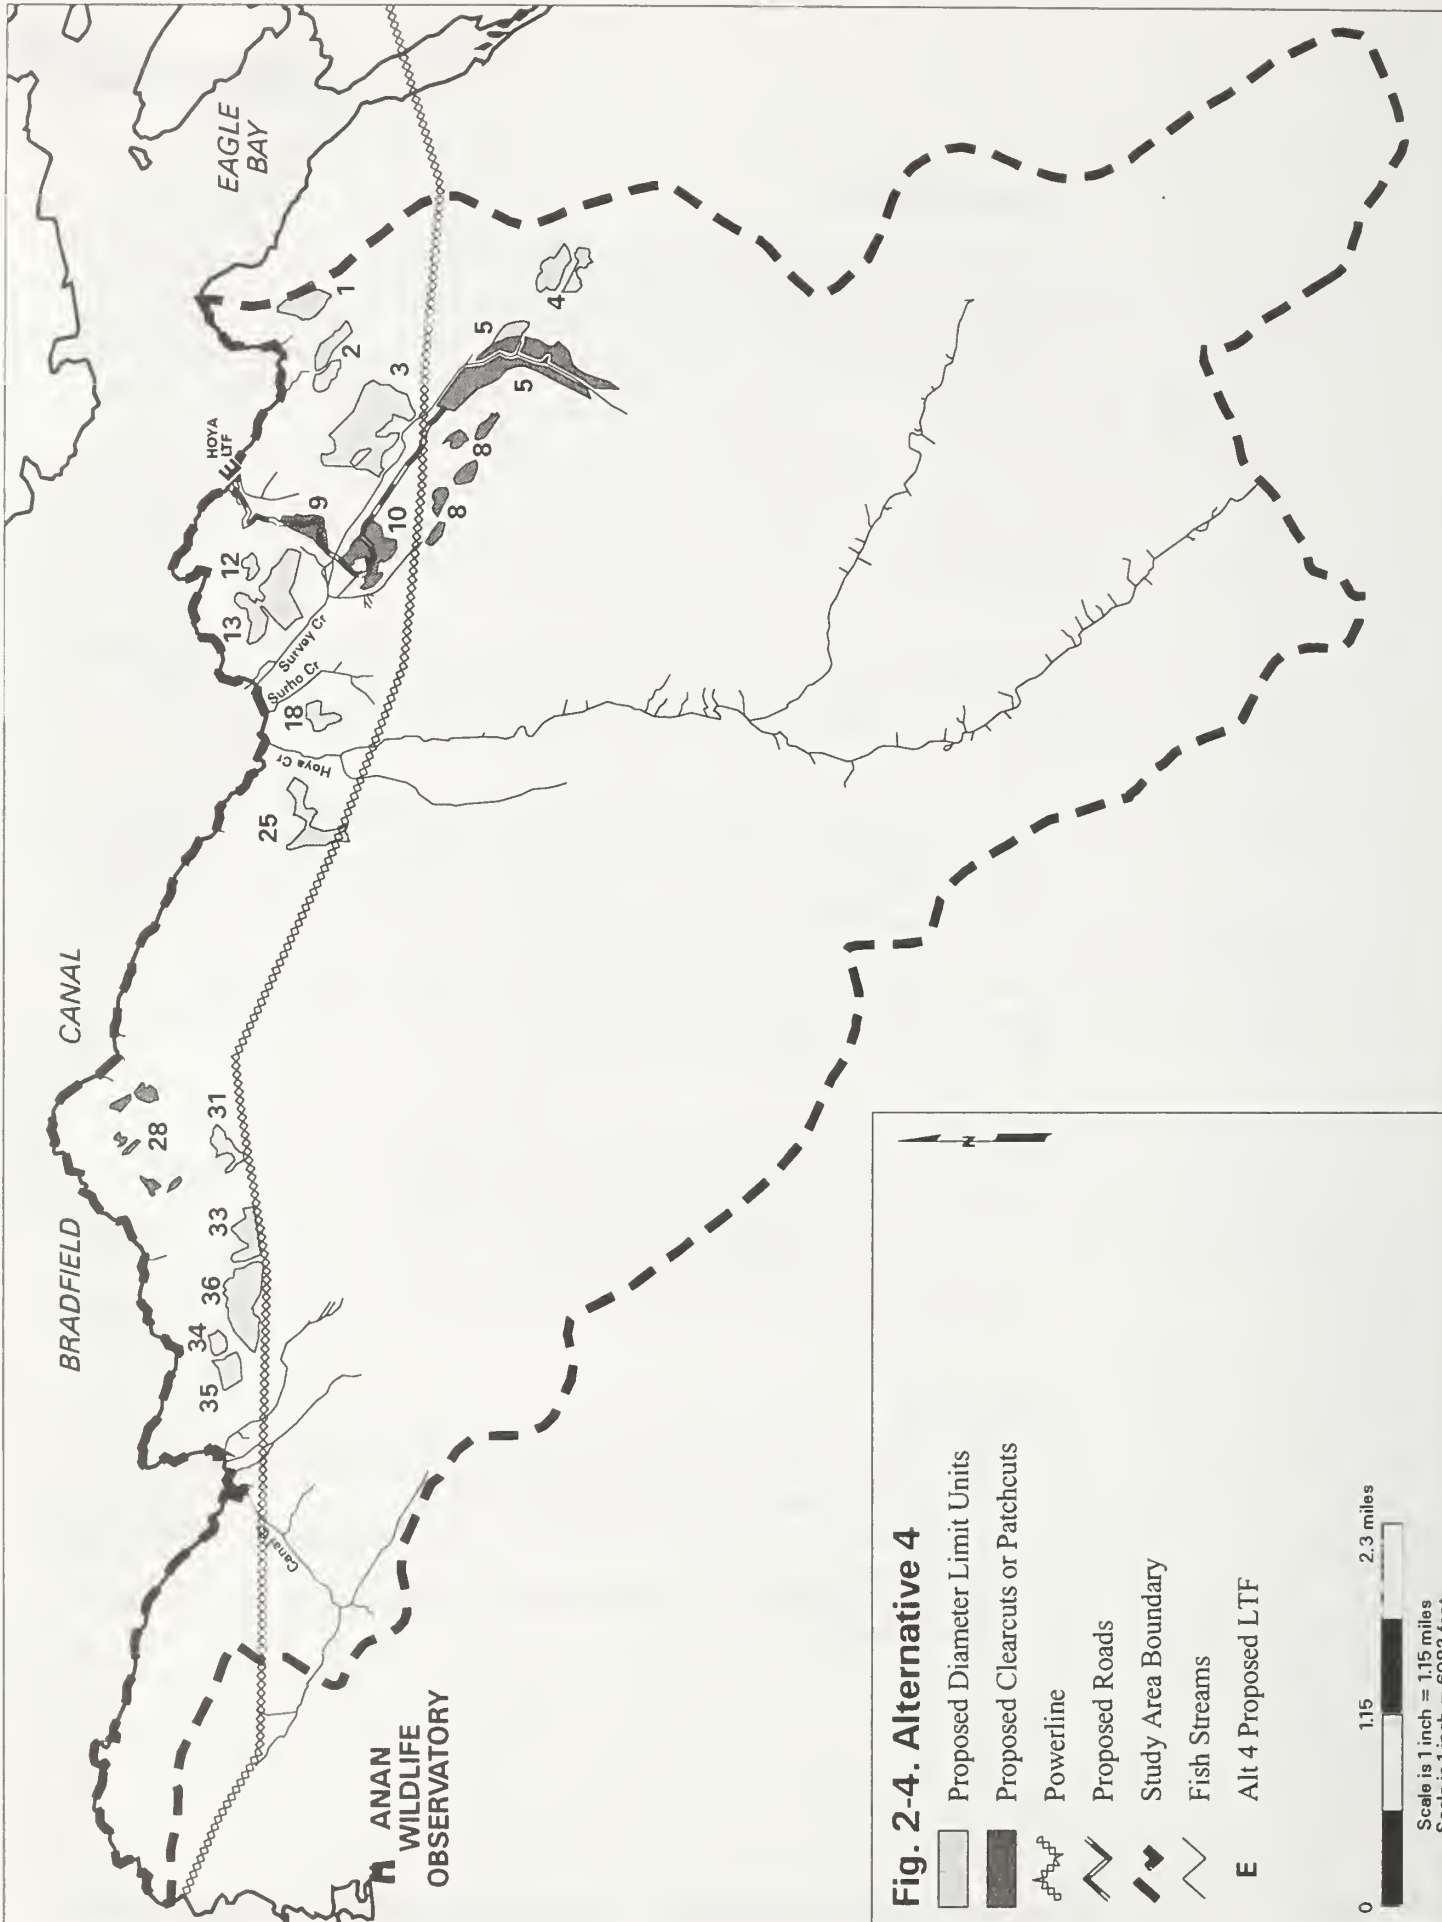 BRADFIELD
CANAL
EAGLE
BAY
HOYA
LTF
E
1
2
3
4
5
5
8
8
9
10
12
13
Survey Cr
Surho Cr
18
Hoya Cr
25
28
31
33
36
34
35
Canal
ANAN
WILDLIFE
OBSERVATORY
Fig. 2-4. Alternative 4
Proposed Diameter Limit Units
Proposed Clearcuts or Patchcuts
Powerline
Proposed Roads
Study Area Boundary
Fish Streams
E Alt 4 Proposed LTF
N
0 1.15 2.3 miles
Scale is 1 inch = 1.15 miles